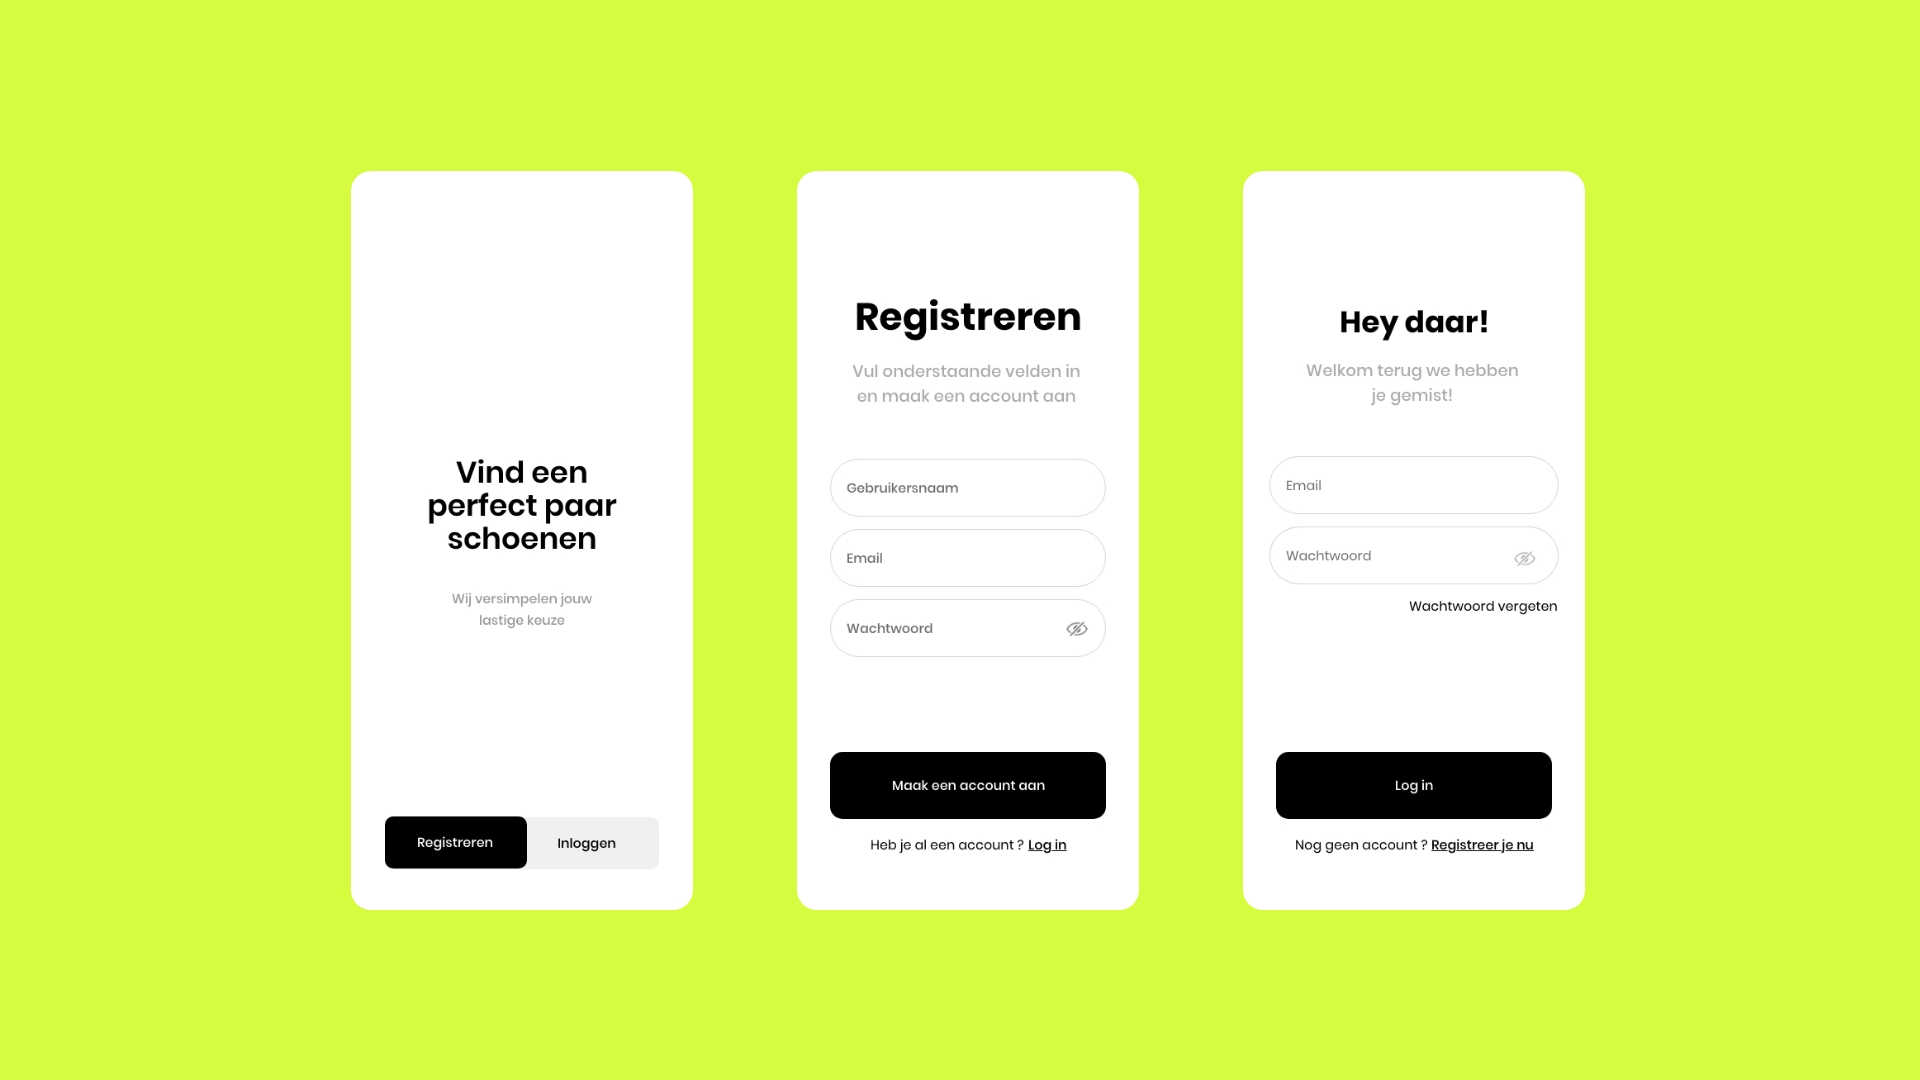 Vind een
perfect paar
schoenen
Wij versimpelen jouw
lastige keuze
Registreren
Inloggen
Registreren
Vul onderstaande velden in
en maak een account aan
Gebruikersnaam
Email
Wachtwoord
Maak een account aan
Heb je al een account ? Log in
Hey daar!
Welkom terug we hebben
je gemist!
Email
Wachtwoord
Wachtwoord vergeten
Log in
Nog geen account ? Registreer je nu